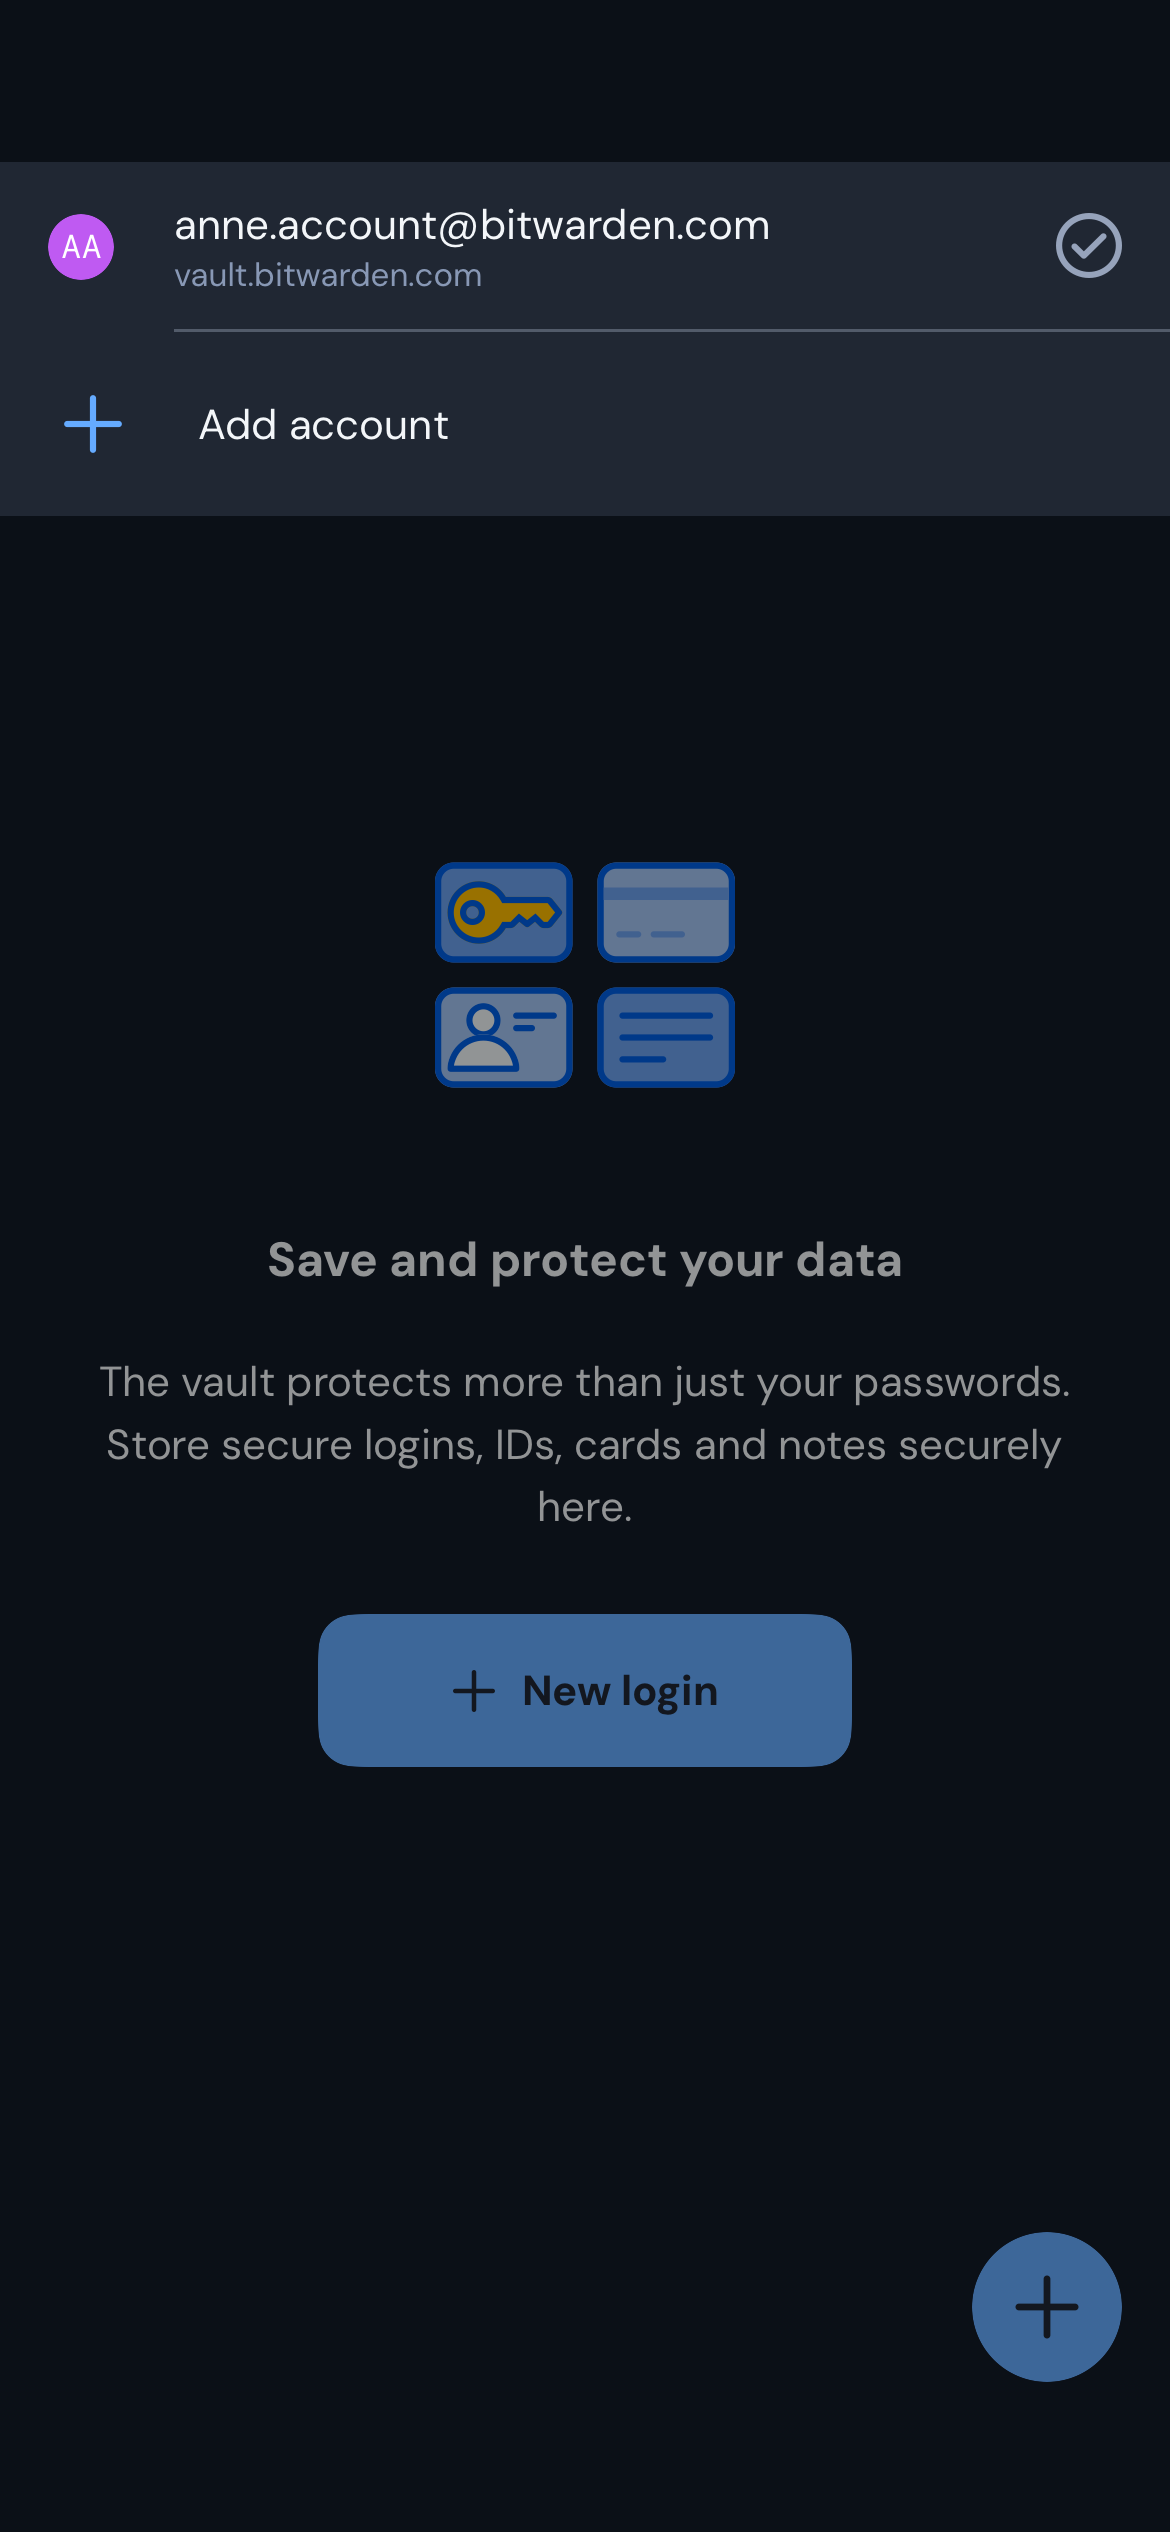 AA
anne.account@bitwarden.com
vault.bitwarden.com
Add account
Save and protect your data
The vault protects more than just your passwords.
Store secure logins, IDs, cards and notes securely
here.
New login